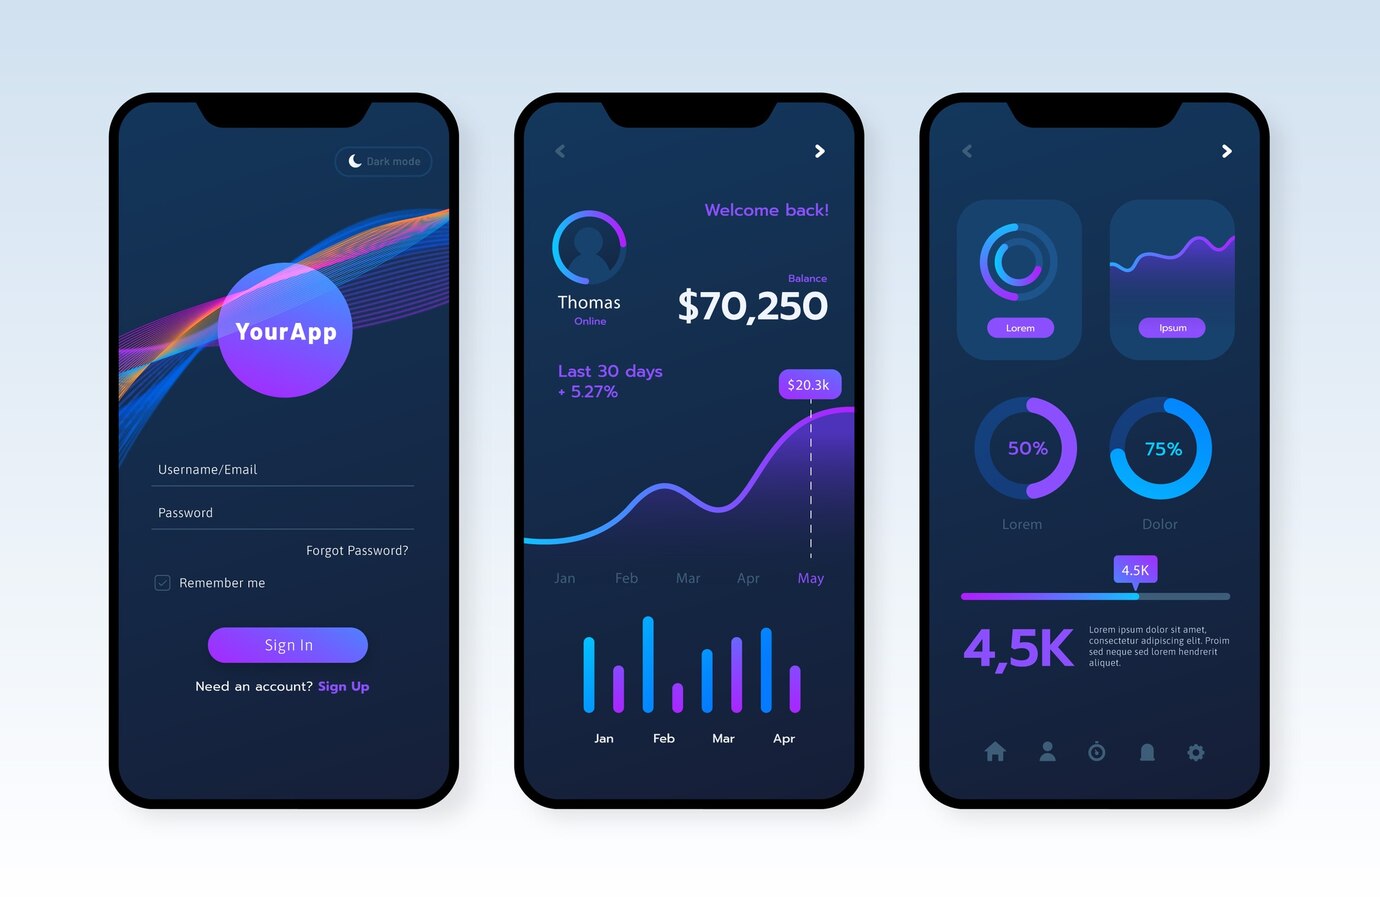 Dark mode
YourApp
Username/Email
Password
Forgot Password?
Remember me
Sign In
Need an account? Sign Up
Welcome back!
Thomas
Online
Balance
$70,250
Last 30 days
+ 5.27%
$20.3k
Jan Feb Mar Apr May
Jan Feb Mar Apr
Lorem
Ipsum
50%
75%
Lorem
Dolor
4.5K
4,5K
Lorem ipsum dolor sit amet,
consectetur adipiscing elit. Proim
sed neque sed lorem hendrerit
aliquet.